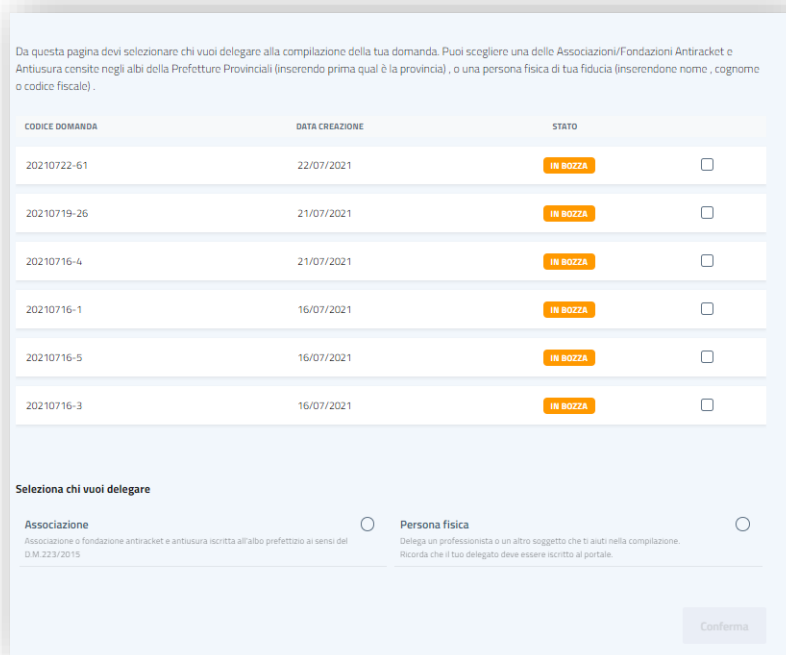 Da questa pagina devi selezionare chi vuoi delegare alla compilazione della tua domanda. Puoi scegliere una delle Associazioni/Fondazioni Antiracket e
Antiusura censite negli albi della Prefetture Provinciali (inserendo prima qual è la provincia) , o una persona fisica di tua fiducia (inserendone nome , cognome
o codice fiscale) .
CODICE DOMANDA DATA CREAZIONE STATO
20210722-61 22/07/2021 IN BOZZA
20210719-26 21/07/2021 IN BOZZA
20210716-4 21/07/2021 IN BOZZA
20210716-1 16/07/2021 IN BOZZA
20210716-5 16/07/2021 IN BOZZA
20210716-3 16/07/2021 IN BOZZA
Seleziona chi vuoi delegare
Associazione
Associazione o fondazione antiracket e antiusura iscritta all'albo prefettizio ai sensi del
D.M.223/2015
Persona fisica
Delega un professionista o un altro soggetto che ti aiuti nella compilazione.
Ricorda che il tuo delegato deve essere iscritto al portale.
Conferma